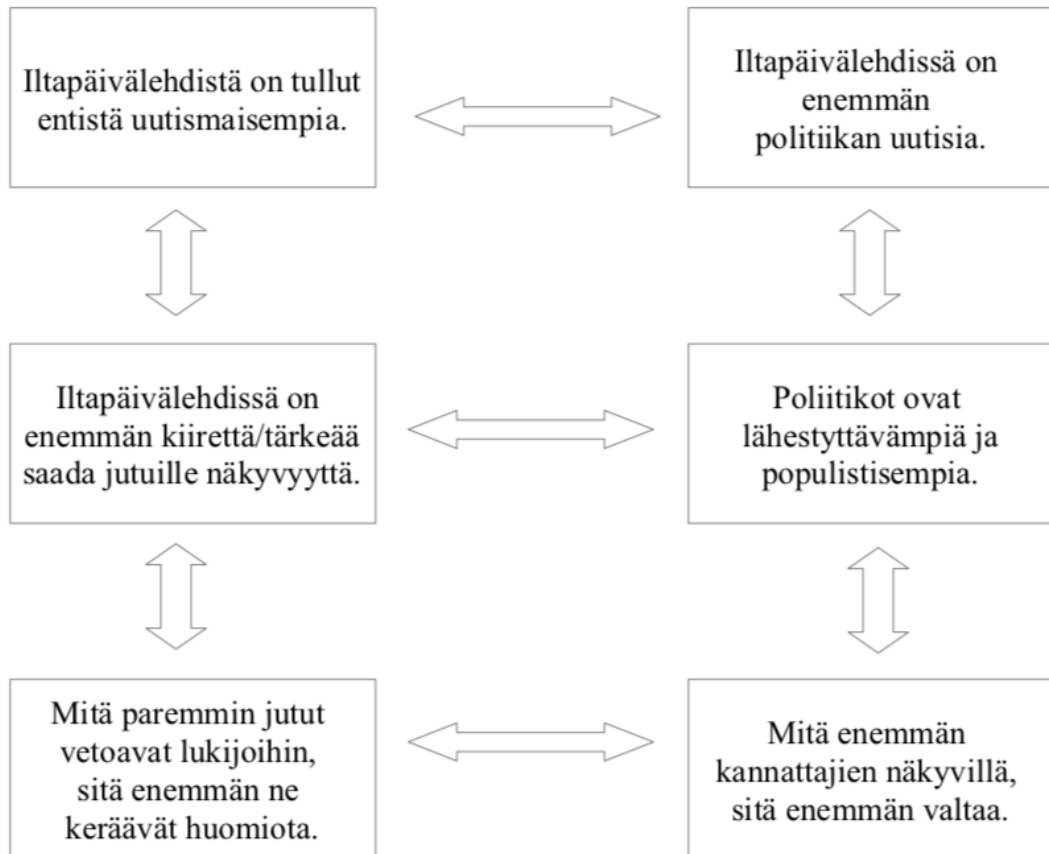 Iltapäivälehdistä on tullut
entistä uutismaisempia.
Iltapäivälehdissä on
enemmän
politiikan uutisia.
Iltapäivälehdissä on
enemmän kiirettä/tärkeää
saada jutuille näkyvyyttä.
Poliitikot ovat
lähestyttävämpiä ja
populistisempia.
Mitä paremmin jutut
vetoavat lukijoihin,
sitä enemmän ne
keräävät huomiota.
Mitä enemmän
kannattajien näkyvillä,
sitä enemmän valtaa.